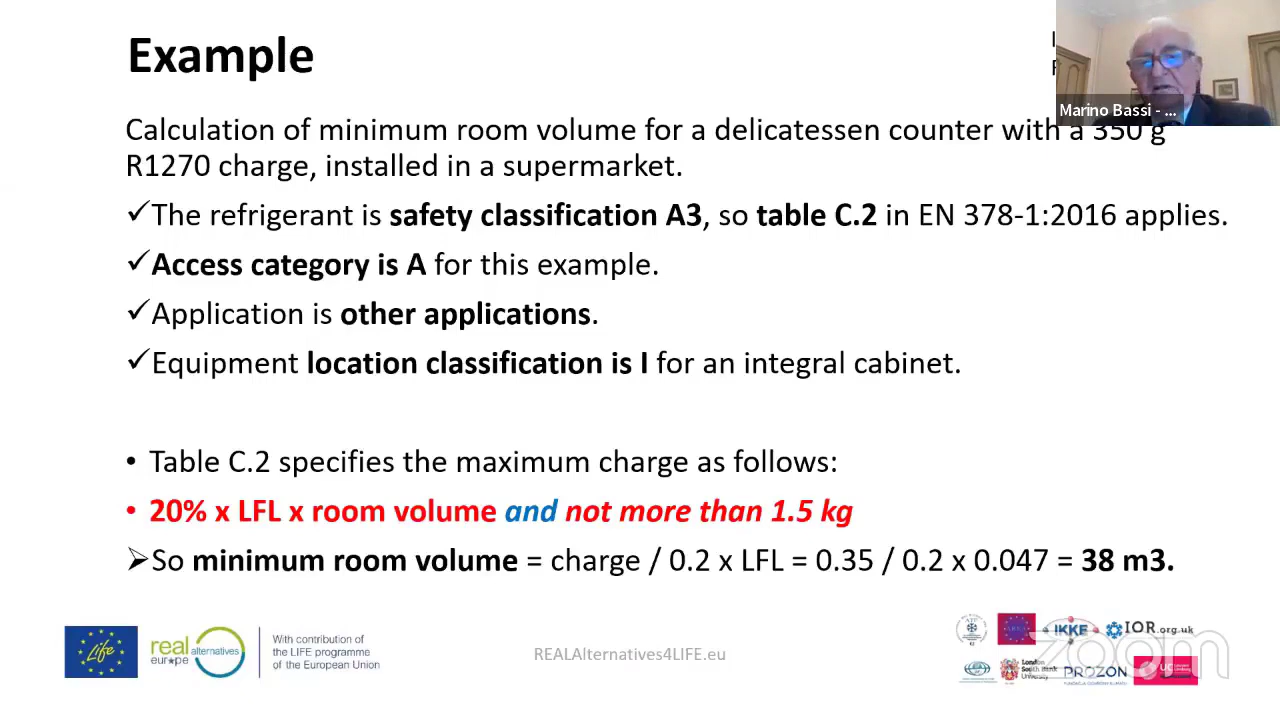 Example
Marino Bassi - ...
Calculation of minimum room volume for a delicatessen counter with a 350 g
R1270 charge, installed in a supermarket.
✓The refrigerant is safety classification A3, so table C.2 in EN 378-1:2016 applies.
✓Access category is A for this example.
✓Application is other applications.
✓Equipment location classification is I for an integral cabinet.
• Table C.2 specifies the maximum charge as follows:
• 20% x LFL x room volume and not more than 1.5 kg
➢So minimum room volume = charge / 0.2 x LFL = 0.35 / 0.2 x 0.047 = 38 m3.
Life
real alternatives
europe
With contribution of
the LIFE programme
of the European Union
REALAlternatives4LIFE.eu
ATF
IKKE
IOR.org.uk
zoom
London
South Bank
University
PROZON